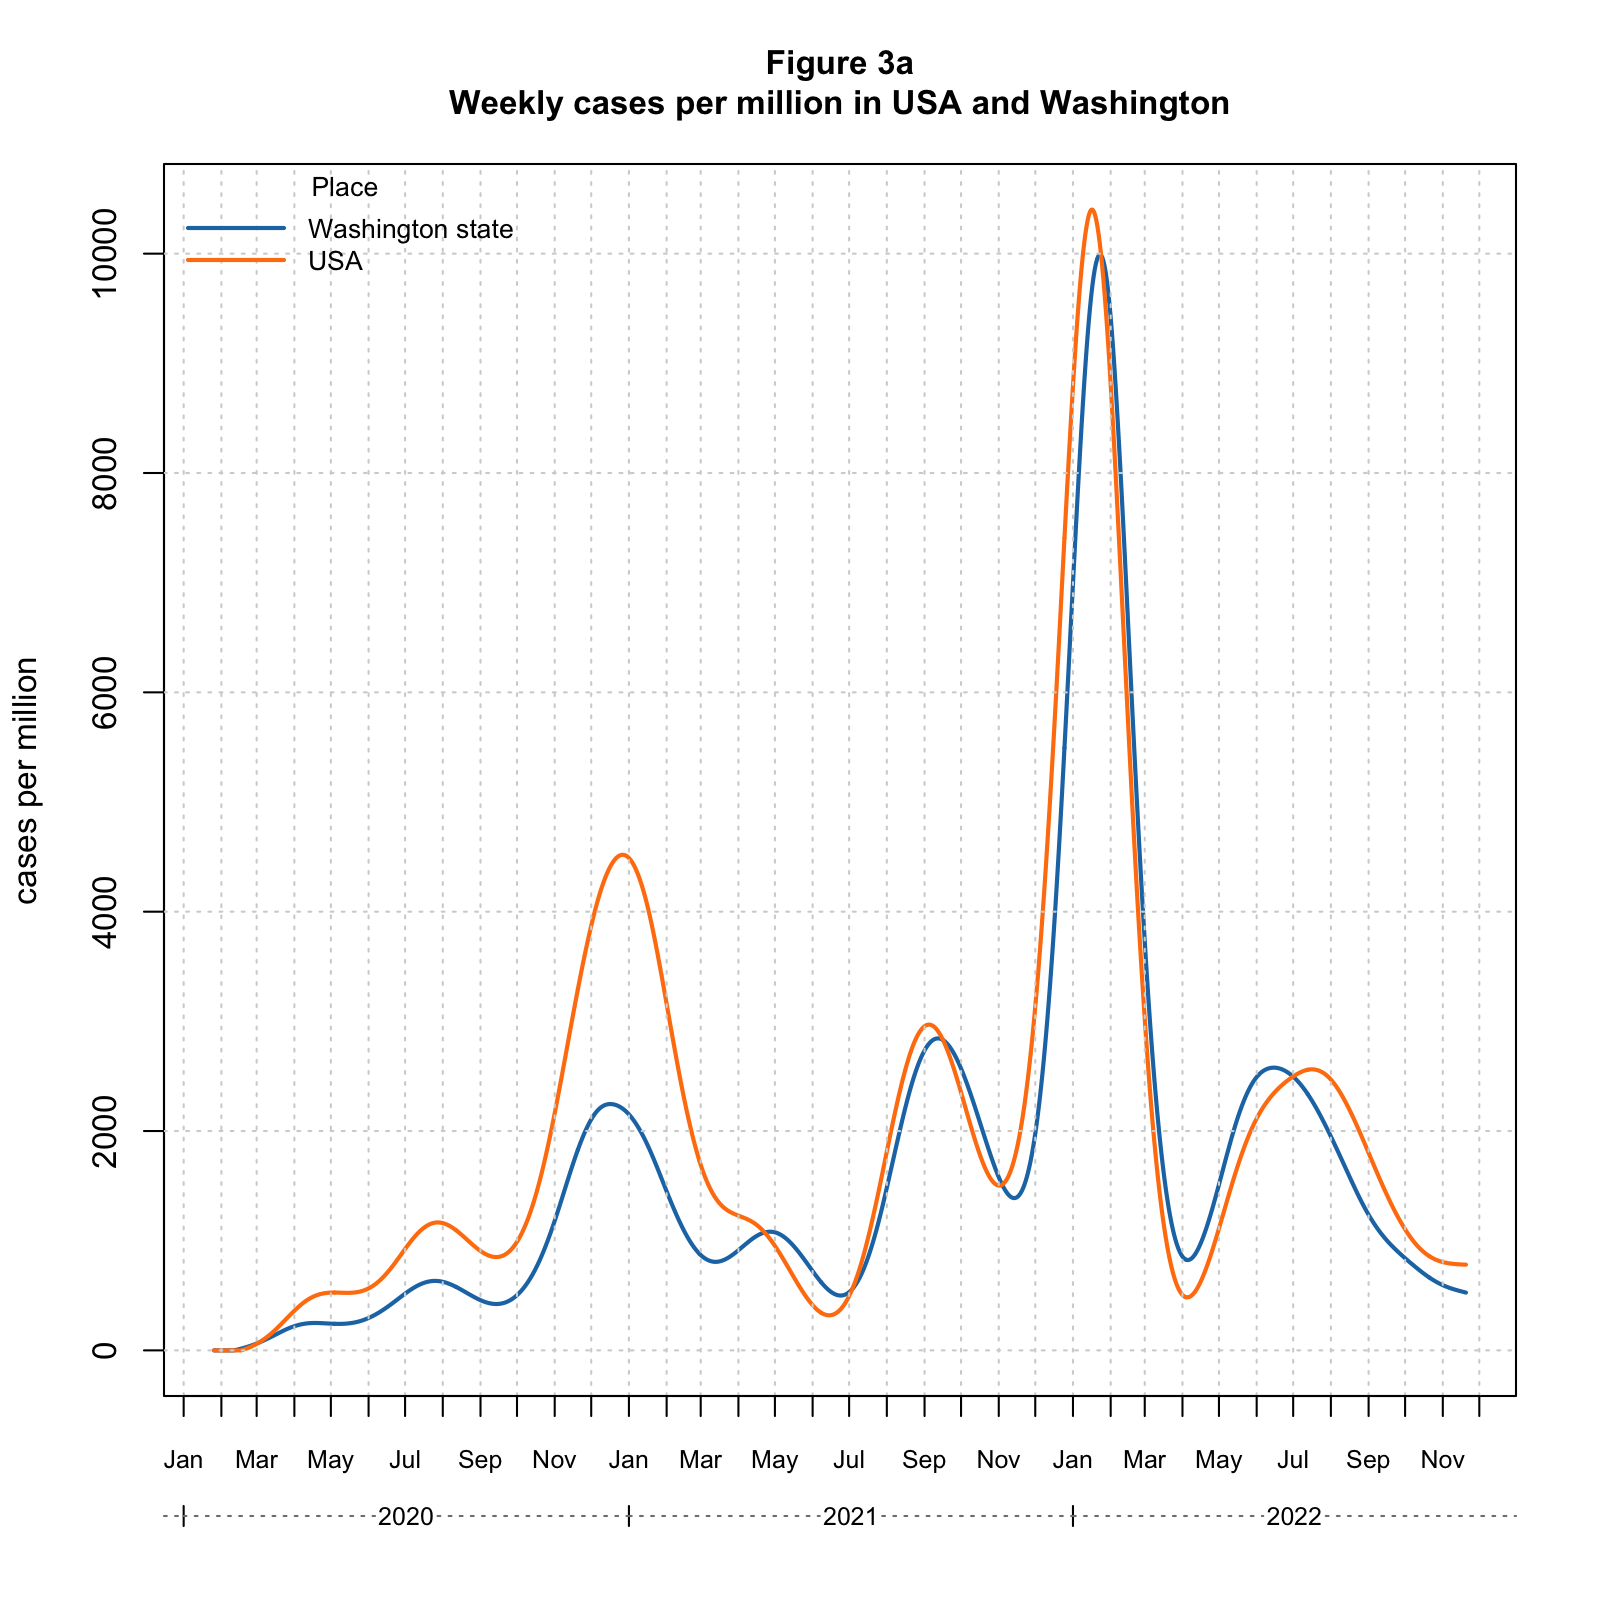 Figure 3a
Weekly cases per million in USA and Washington
Place
Washington state
USA
cases per million
10000
8000
6000
4000
2000
0
Jan Mar May Jul Sep Nov Jan Mar May Jul Sep Nov Jan Mar May Jul Sep Nov
2020 2021 2022